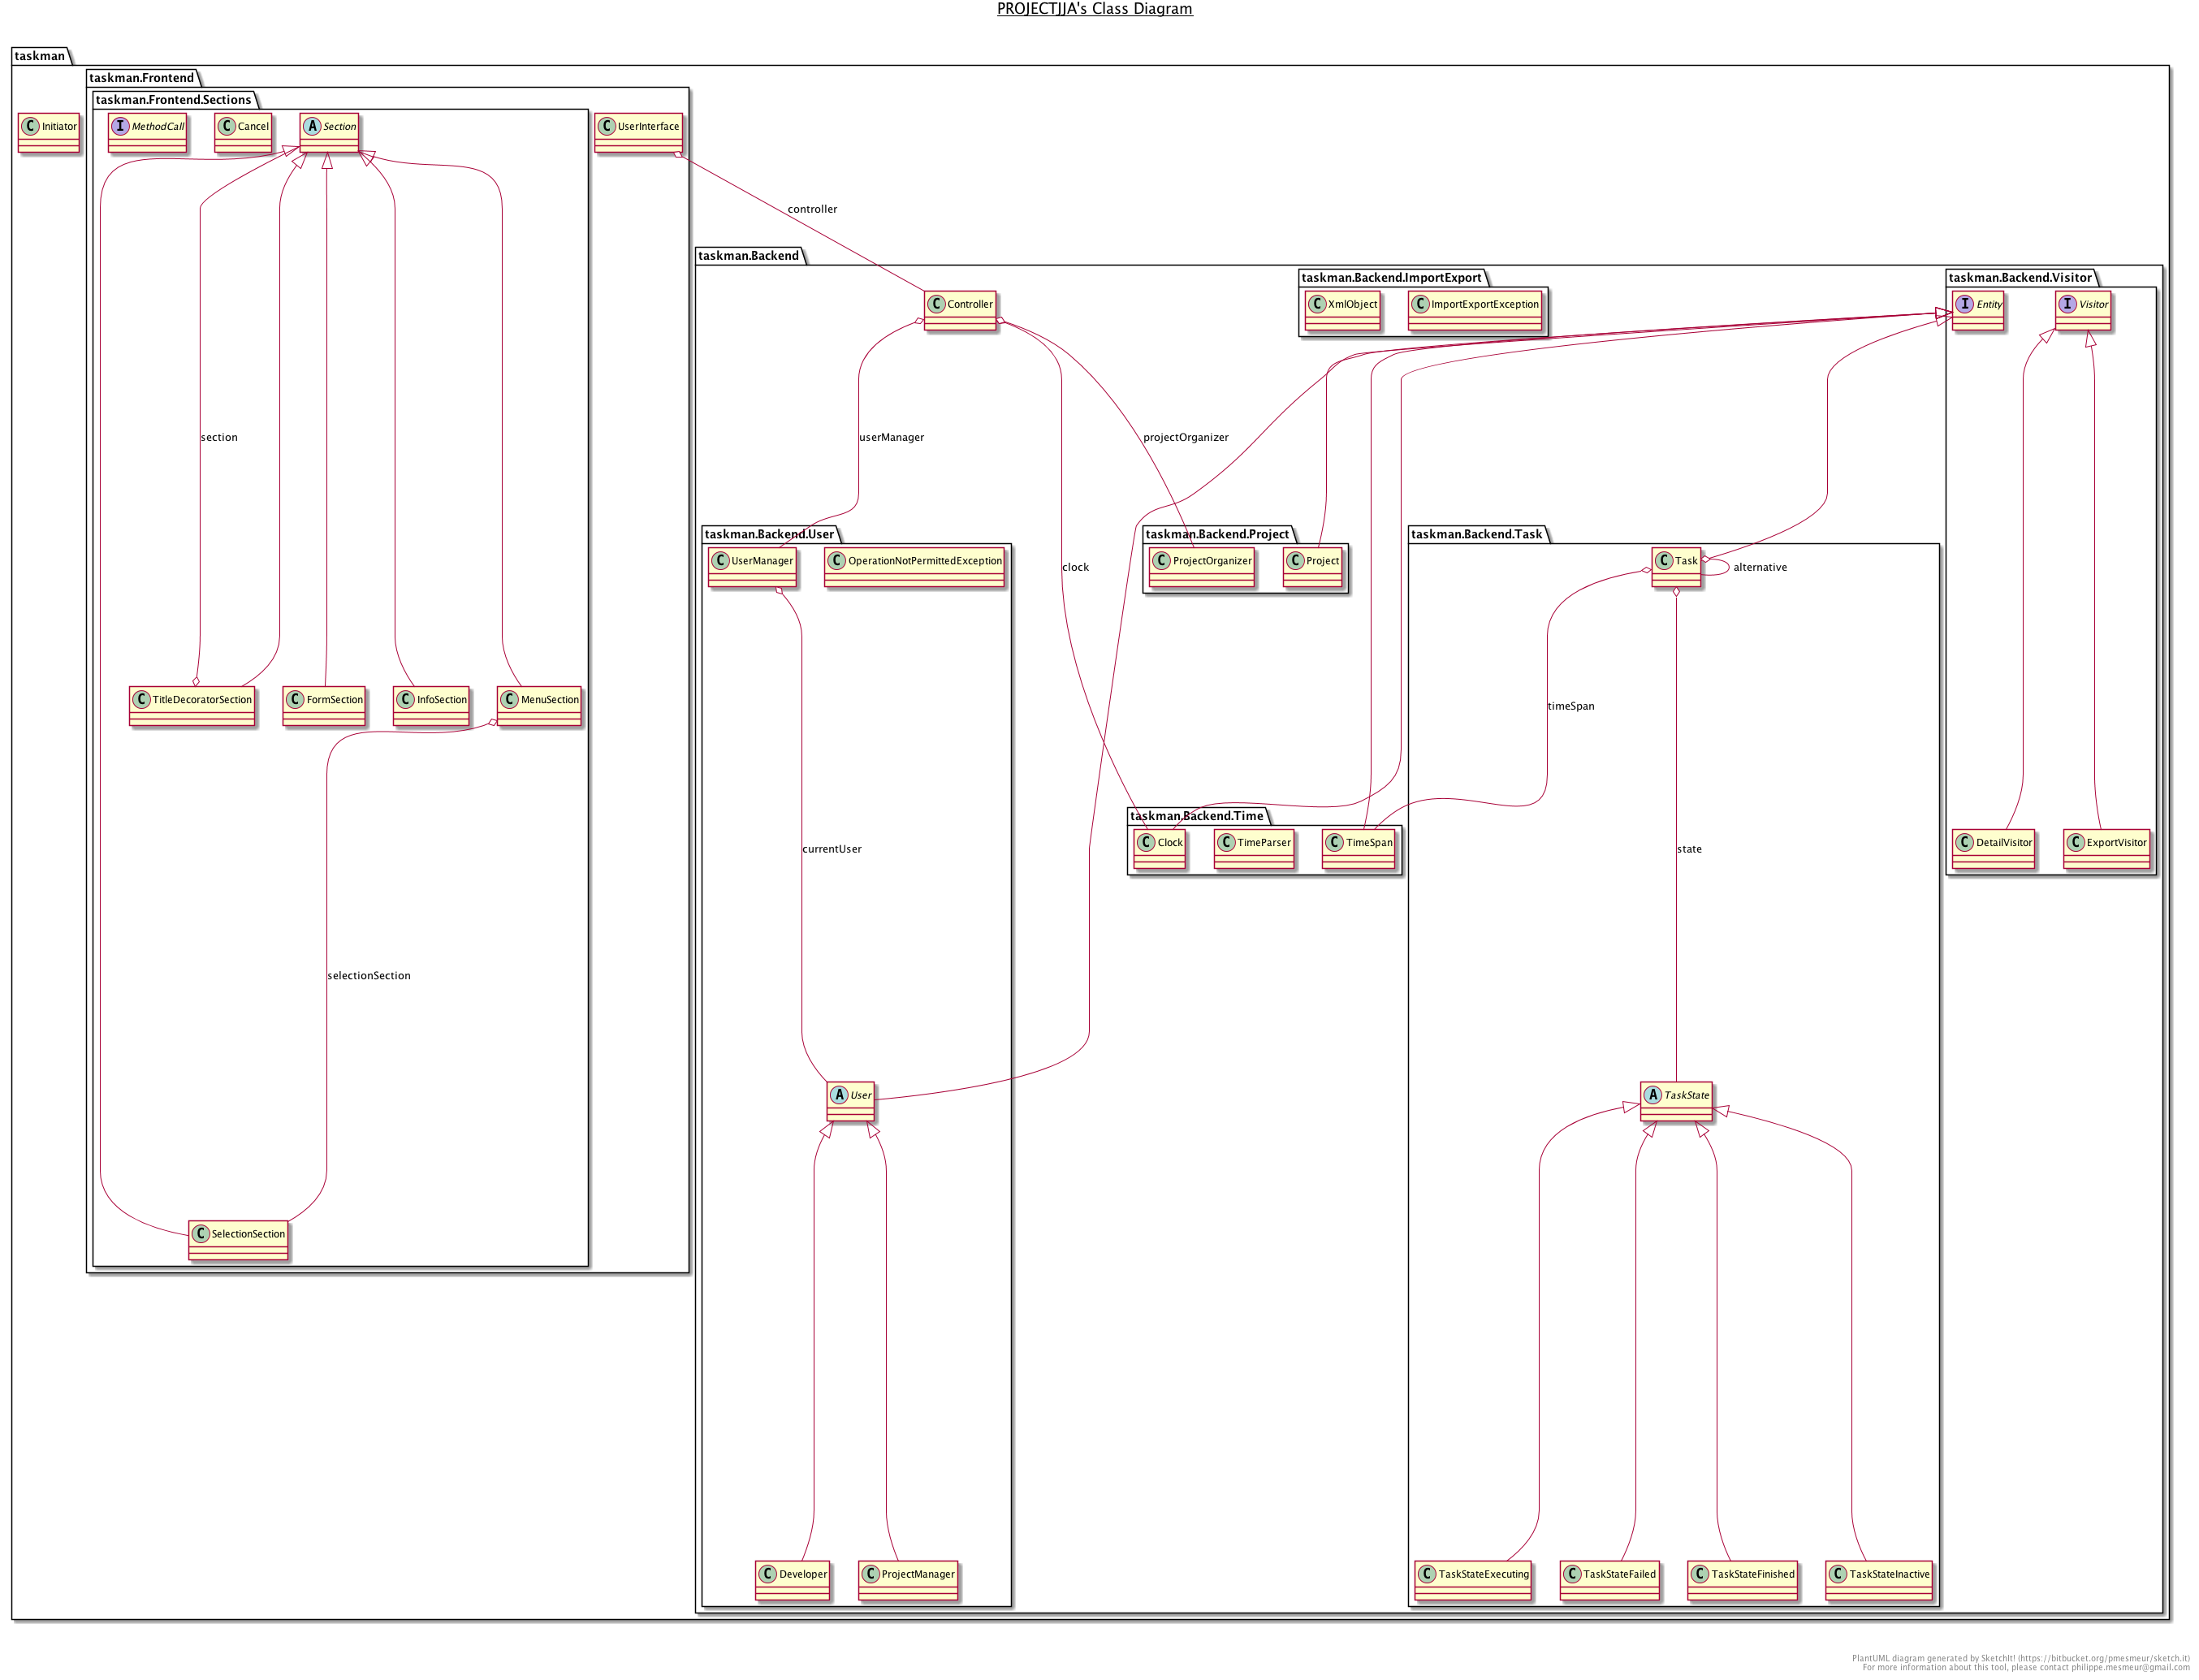 PROJECTJJA's Class Diagram
taskman
taskman.Frontend
taskman.Frontend.Sections
C Initiator
I MethodCall
C Cancel
A Section
C UserInterface
controller
taskman.Backend
taskman.Backend.ImportExport
taskman.Backend.Visitor
C Controller
C XmlObject
C ImportExportException
I Entity
I Visitor
section
userManager
projectOrganizer
taskman.Backend.User
taskman.Backend.Project
taskman.Backend.Task
C UserManager
C OperationNotPermittedException
clock
C ProjectOrganizer
C Project
C Task
alternative
C TitleDecoratorSection
C FormSection
C InfoSection
C MenuSection
timeSpan
taskman.Backend.Time
currentUser
C Clock
C TimeParser
C TimeSpan
state
C DetailVisitor
C ExportVisitor
selectionSection
A User
A TaskState
C SelectionSection
C Developer
C ProjectManager
C TaskStateExecuting
C TaskStateFailed
C TaskStateFinished
C TaskStateInactive
PlantUML diagram generated by SketchIt! (https://bitbucket.org/pmesmeur/sketch.it)
For more information about this tool, please contact philippe.mesmeur@gmail.com